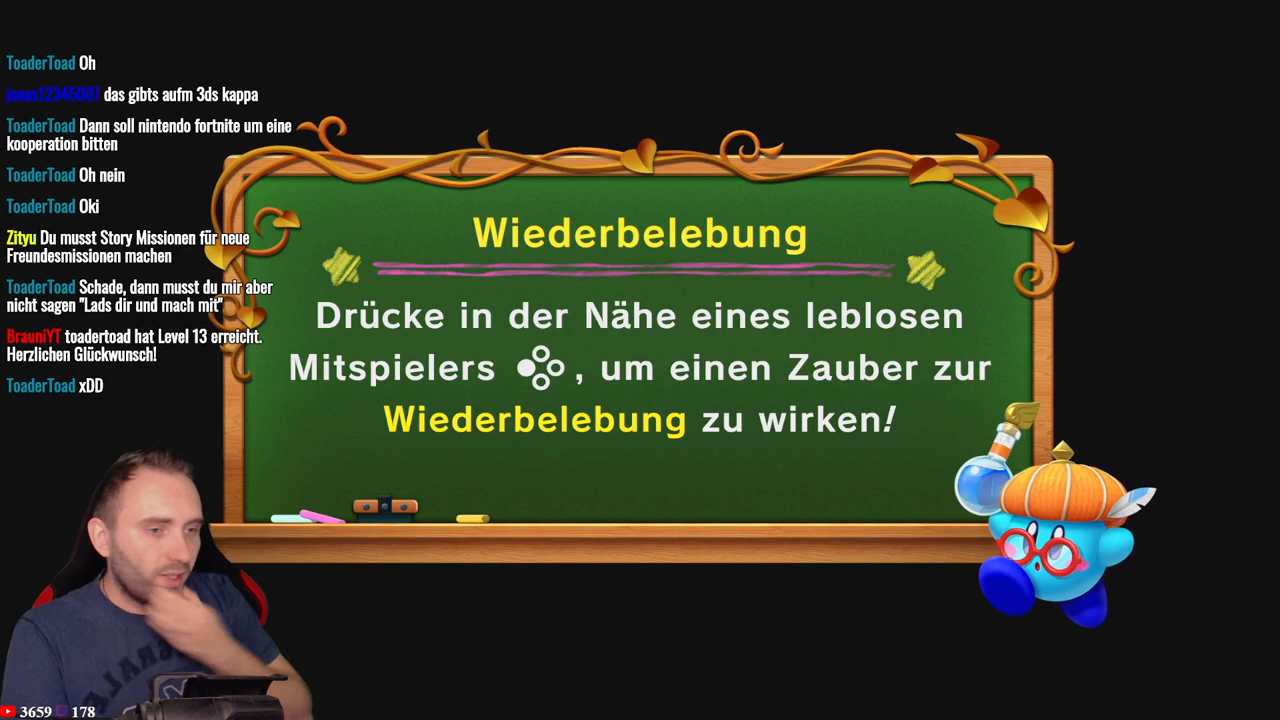 ToaderToad Oh
jonas12345007 das gibts aufm 3ds kappa
ToaderToad Dann soll nintendo fortnite um eine
kooperation bitten
ToaderToad Oh nein
ToaderToad Oki
Zityu Du musst Story Missionen für neue
Freundesmissionen machen
ToaderToad Schade, dann musst du mir aber
nicht sagen "Lads dir und mach mit"
BrauniYT toadertoad hat Level 13 erreicht.
Herzlichen Glückwunsch!
ToaderToad xDD
Wiederbelebung
Drücke in der Nähe eines leblosen
Mitspielers , um einen Zauber zur
Wiederbelebung zu wirken!
3659 178